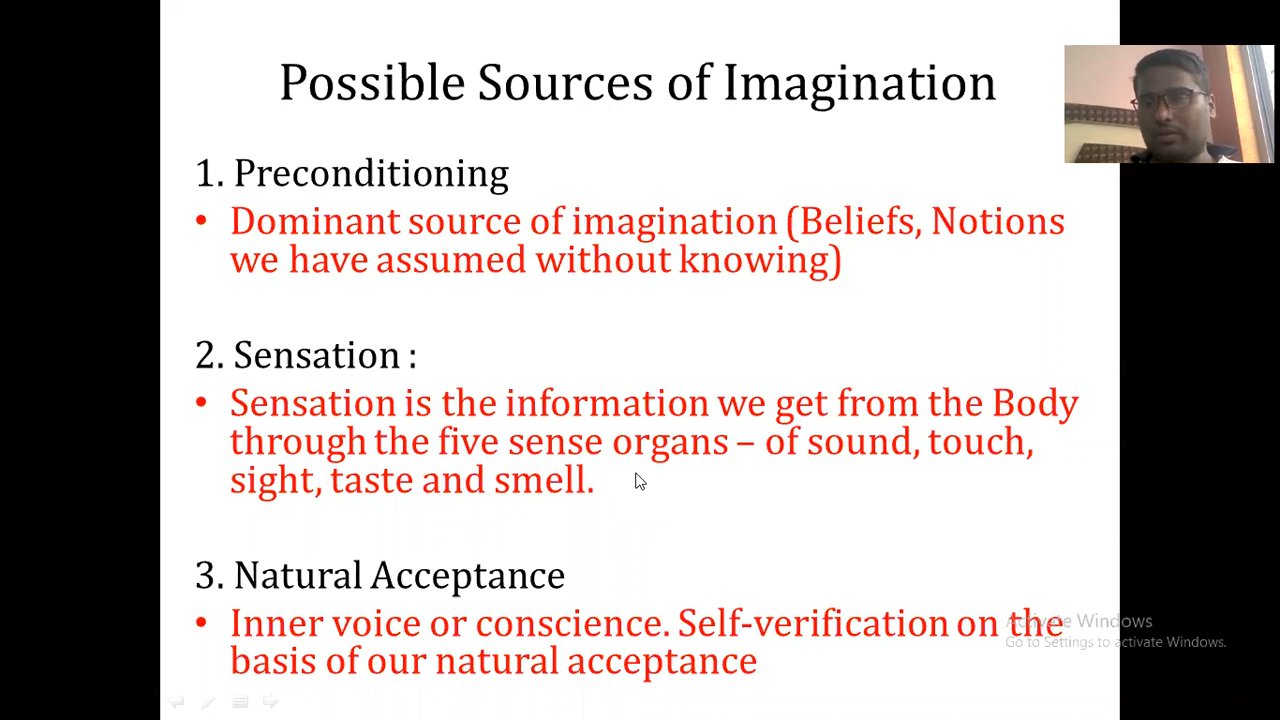 Possible Sources of Imagination
1. Preconditioning
• Dominant source of imagination (Beliefs, Notions
we have assumed without knowing)
2. Sensation :
• Sensation is the information we get from the Body
through the five sense organs – of sound, touch,
sight, taste and smell.
3. Natural Acceptance
• Inner voice or conscience. Self-verification on the
basis of our natural acceptance
Activate Windows
Go to Settings to activate Windows.